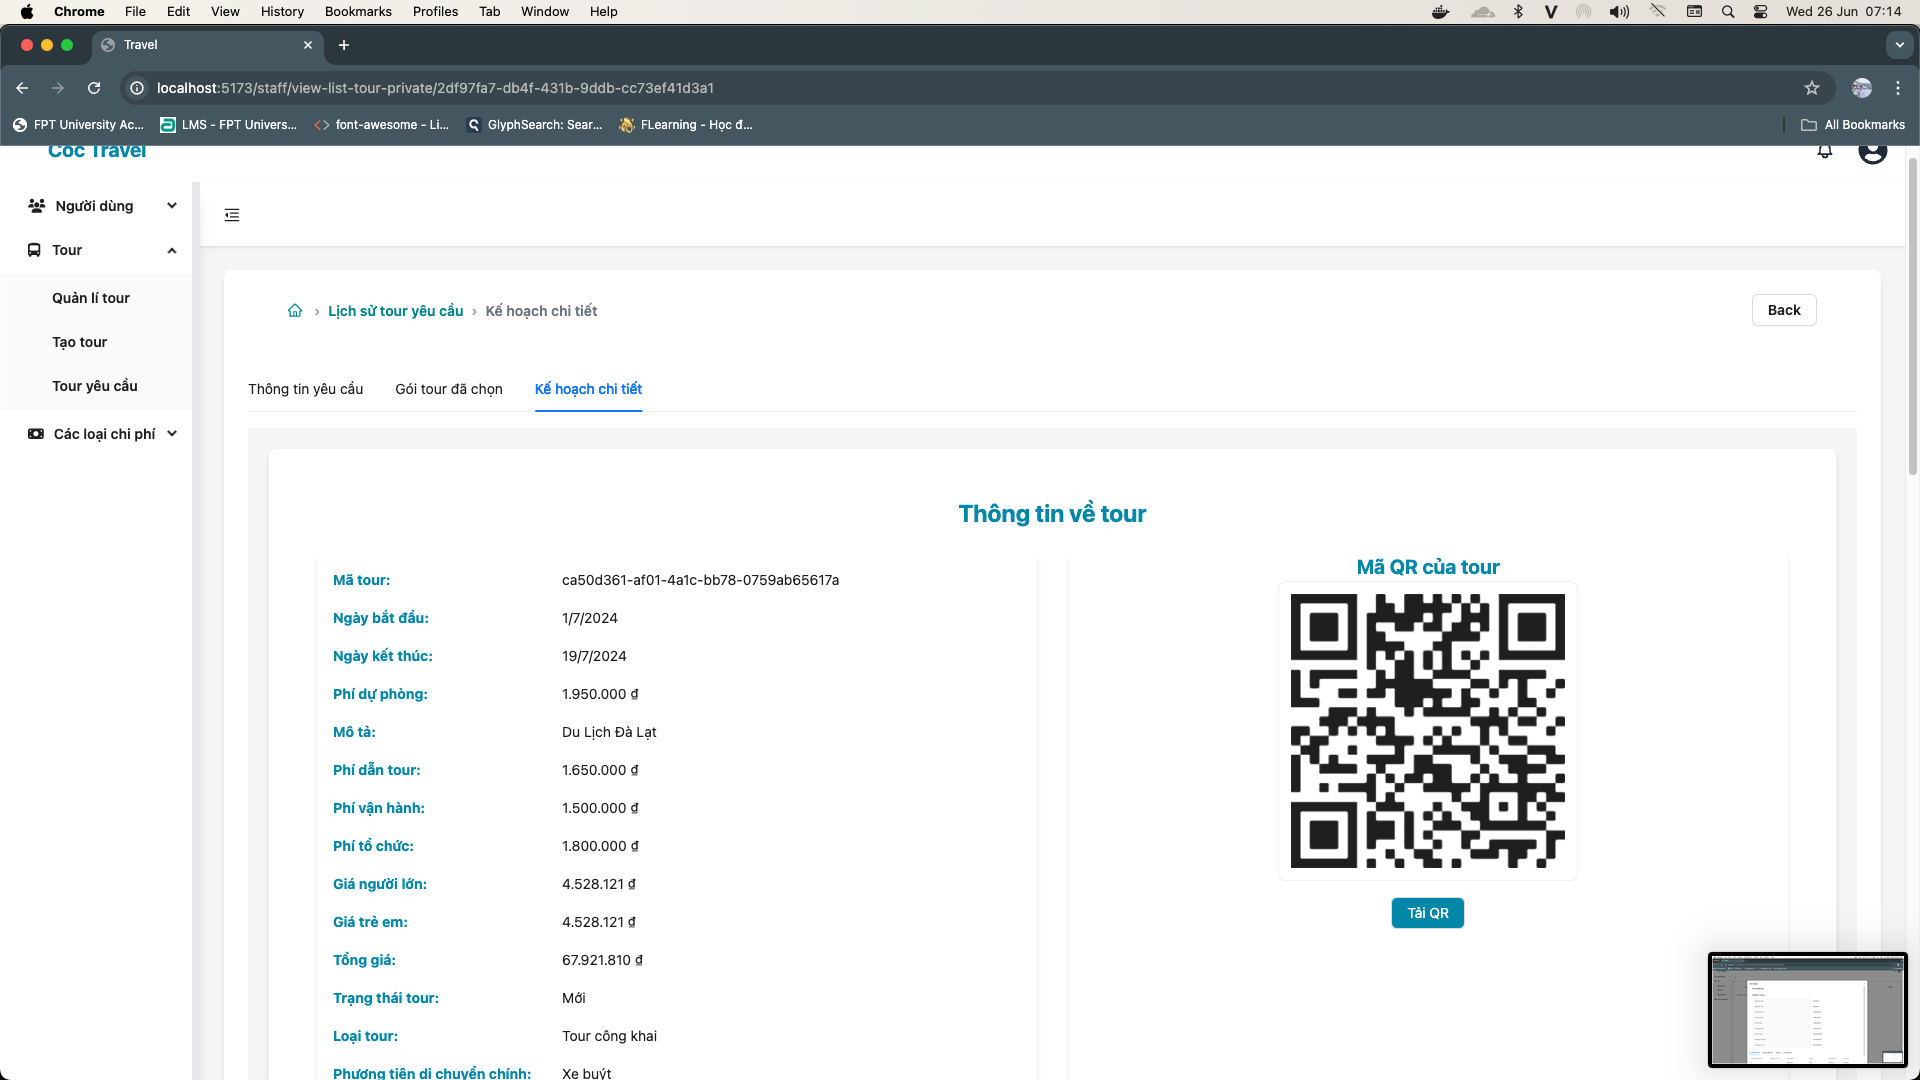 Chrome File Edit View History Bookmarks Profiles Tab Window Help Wed 26 Jun 07:14
Travel
localhost:5173/staff/view-list-tour-private/2df97fa7-db4f-431b-9ddb-cc73ef41d3a1
FPT University Ac... LMS - FPT Univers... font-awesome - Li... GlyphSearch: Sear... FLearning - Học đ... All Bookmarks
Cóc Travel
Người dùng
Tour
Quản lí tour
Tạo tour
Tour yêu cầu
Các loại chi phí
Lịch sử tour yêu cầu › Kế hoạch chi tiết
Back
Thông tin yêu cầu Gói tour đã chọn Kế hoạch chi tiết
Thông tin về tour
Mã tour: ca50d361-af01-4a1c-bb78-0759ab65617a
Ngày bắt đầu: 1/7/2024
Ngày kết thúc: 19/7/2024
Phí dự phòng: 1.950.000 ₫
Mô tả: Du Lịch Đà Lạt
Phí dẫn tour: 1.650.000 ₫
Phí vận hành: 1.500.000 ₫
Phí tổ chức: 1.800.000 ₫
Giá người lớn: 4.528.121 ₫
Giá trẻ em: 4.528.121 ₫
Tổng giá: 67.921.810 ₫
Trạng thái tour: Mới
Loại tour: Tour công khai
Phương tiện di chuyển chính: Xe buýt
Mã QR của tour
Tải QR